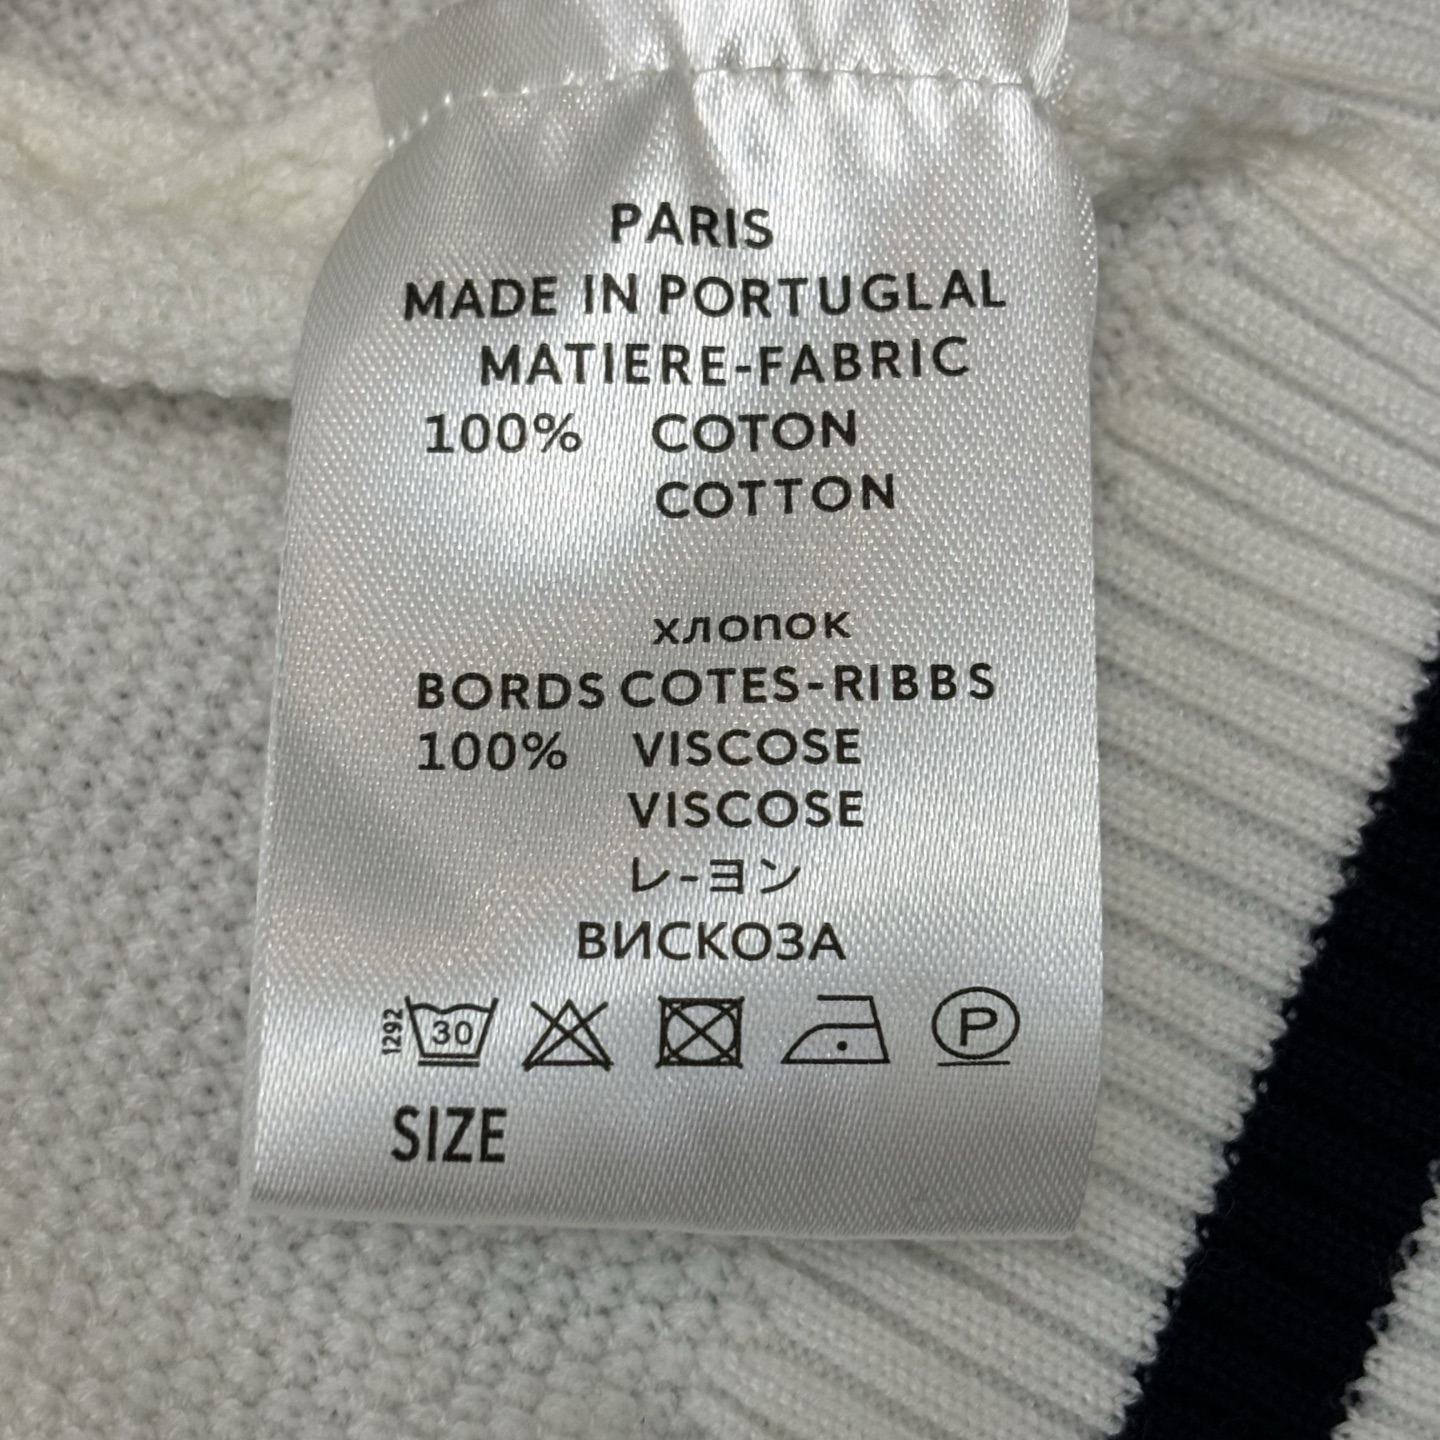 PARIS
MADE IN PORTUGLAL
MATIERE-FABRIC
100% COTON
COTTON
хлопок
BORDS COTES-RIBBS
100% VISCOSE
VISCOSE
レ-ヨン
ВИСКОЗА
1292 30 P
SIZE